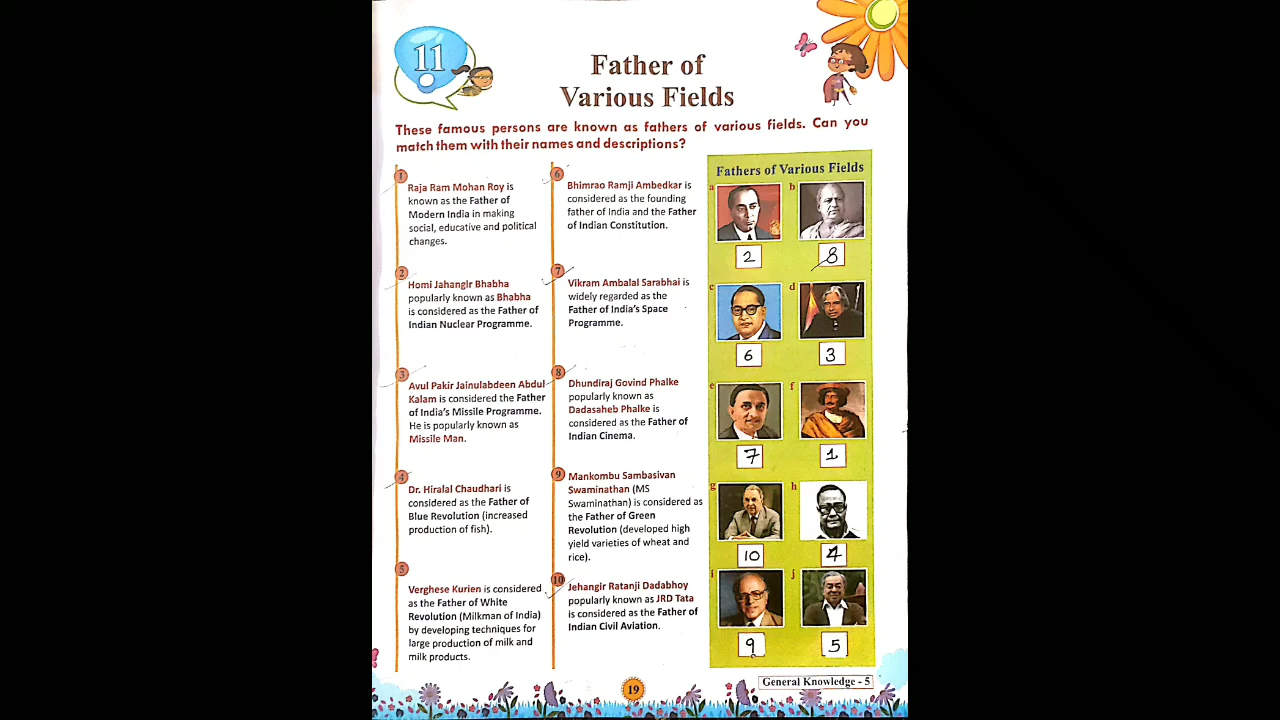 11
Father of
Various Fields
These famous persons are known as fathers of various fields. Can you
match them with their names and descriptions?
1
Raja Ram Mohan Roy is
known as the Father of
Modern India in making
social, educative and political
changes.
2
Homi Jahangir Bhabha
popularly known as Bhabha
is considered as the Father of
Indian Nuclear Programme.
3
Avul Pakir Jainulabdeen Abdul
Kalam is considered the Father
of India's Missile Programme.
He is popularly known as
Missile Man.
4
Dr. Hiralal Chaudhari is
considered as the Father of
Blue Revolution (increased
production of fish).
5
Verghese Kurien is considered
as the Father of White
Revolution (Milkman of India)
by developing techniques for
large production of milk and
milk products.
6
Bhimrao Ramji Ambedkar is
considered as the founding
father of India and the Father
of Indian Constitution.
7
Vikram Ambalal Sarabhai is
widely regarded as the
Father of India's Space
Programme.
8
Dhundiraj Govind Phalke
popularly known as
Dadasaheb Phalke is
considered as the Father of
Indian Cinema.
9
Mankombu Sambasivan
Swaminathan (MS
Swaminathan) is considered as
the Father of Green
Revolution (developed high
yield varieties of wheat and
rice).
10
Jehangir Ratanji Dadabhoy
popularly known as JRD Tata
is considered as the Father of
Indian Civil Aviation.
Fathers of Various Fields
a b
2 8
c d
6 3
e f
7 1
g h
10 4
i j
9 5
General Knowledge - 5
19